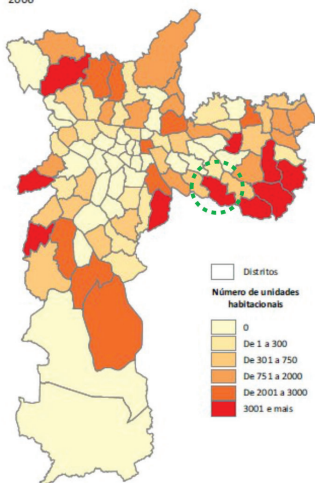 Distritos
Número de unidades
habitacionais
0
De 1 a 300
De 301 a 750
De 751 a 2000
De 2001 a 3000
3001 e mais